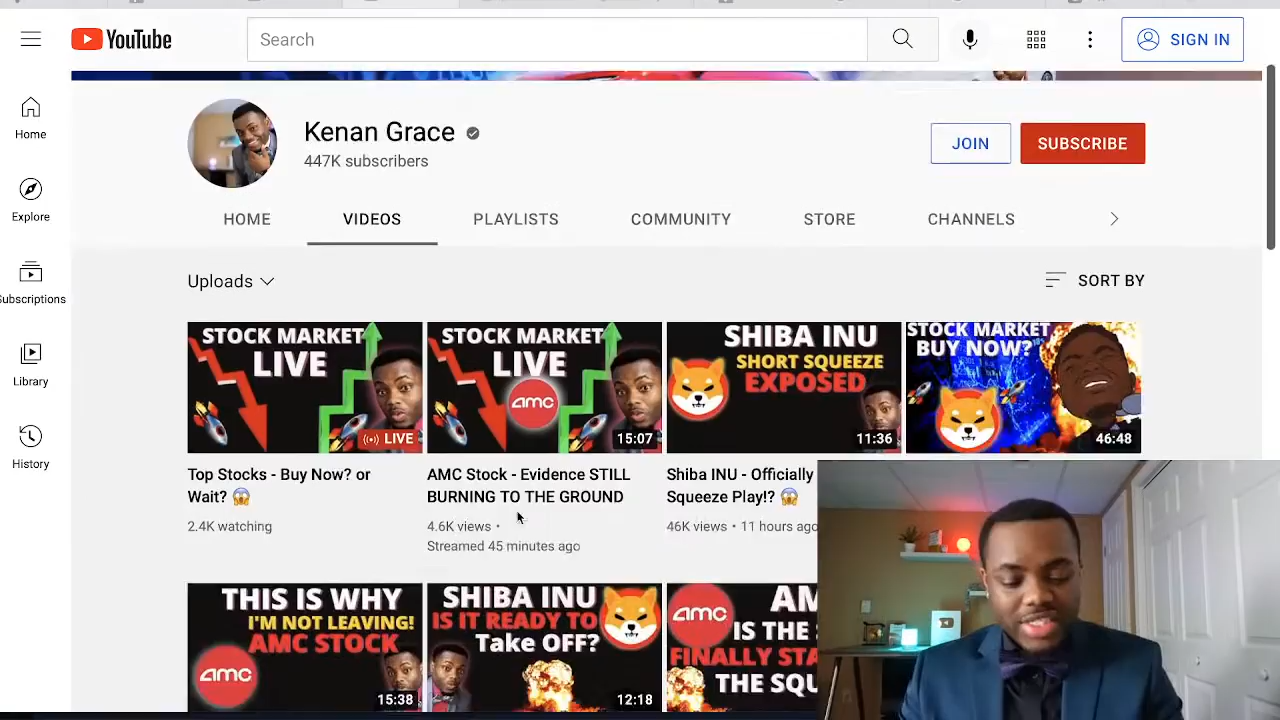 YouTube
Search
SIGN IN
Home
Explore
Subscriptions
Library
History
Kenan Grace
447K subscribers
JOIN
SUBSCRIBE
HOME
VIDEOS
PLAYLISTS
COMMUNITY
STORE
CHANNELS
Uploads
SORT BY
STOCK MARKET
LIVE
LIVE
Top Stocks - Buy Now? or
Wait? 😱
2.4K watching
STOCK MARKET
LIVE
amc
15:07
AMC Stock - Evidence STILL
BURNING TO THE GROUND
4.6K views •
Streamed 45 minutes ago
SHIBA INU
SHORT SQUEEZE
EXPOSED
11:36
Shiba INU - Officially
Squeeze Play!? 😱
46K views • 11 hours ago
STOCK MARKET
BUY NOW?
46:48
THIS IS WHY
I'M NOT LEAVING!
AMC STOCK
amc
15:38
SHIBA INU
IS IT READY TO
Take OFF?
12:18
amc
IS THE
THE